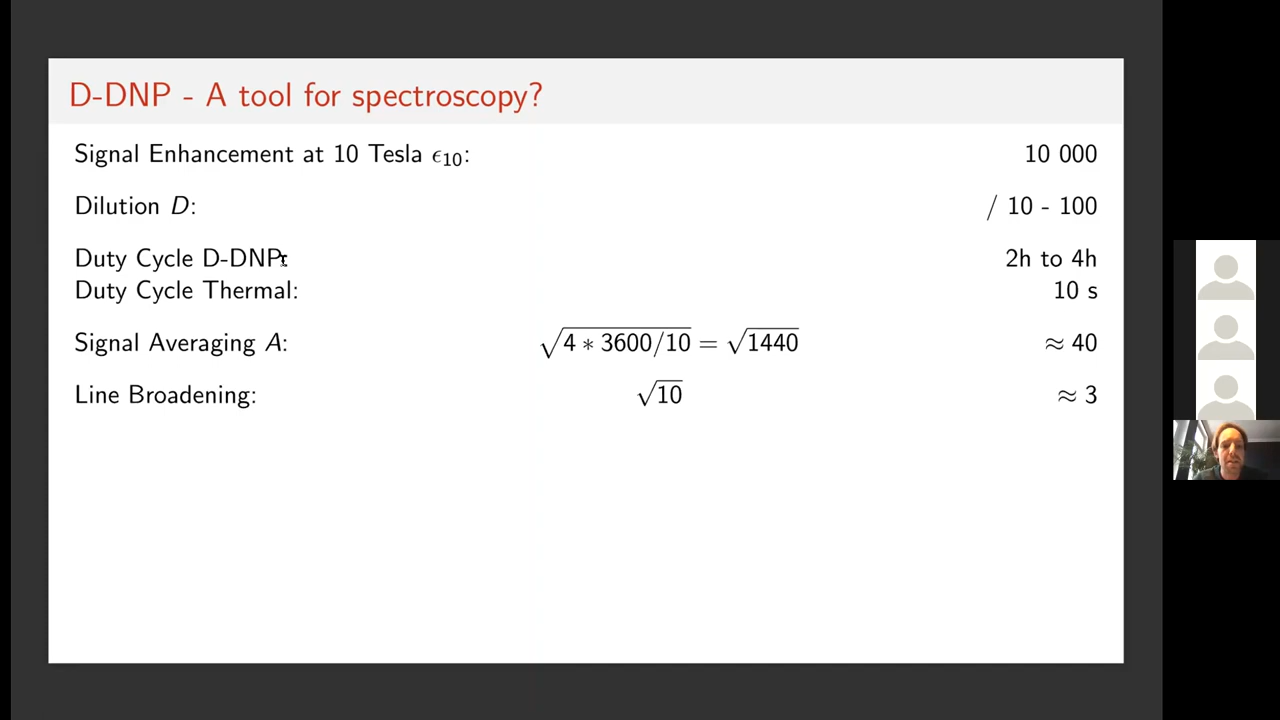 D-DNP - A tool for spectroscopy?
Signal Enhancement at 10 Tesla ϵ₁₀: 10 000
Dilution D: / 10 - 100
Duty Cycle D-DNP: 2h to 4h
Duty Cycle Thermal: 10 s
Signal Averaging A: √(4 * 3600/10) = √1440 ≈ 40
Line Broadening: √10 ≈ 3